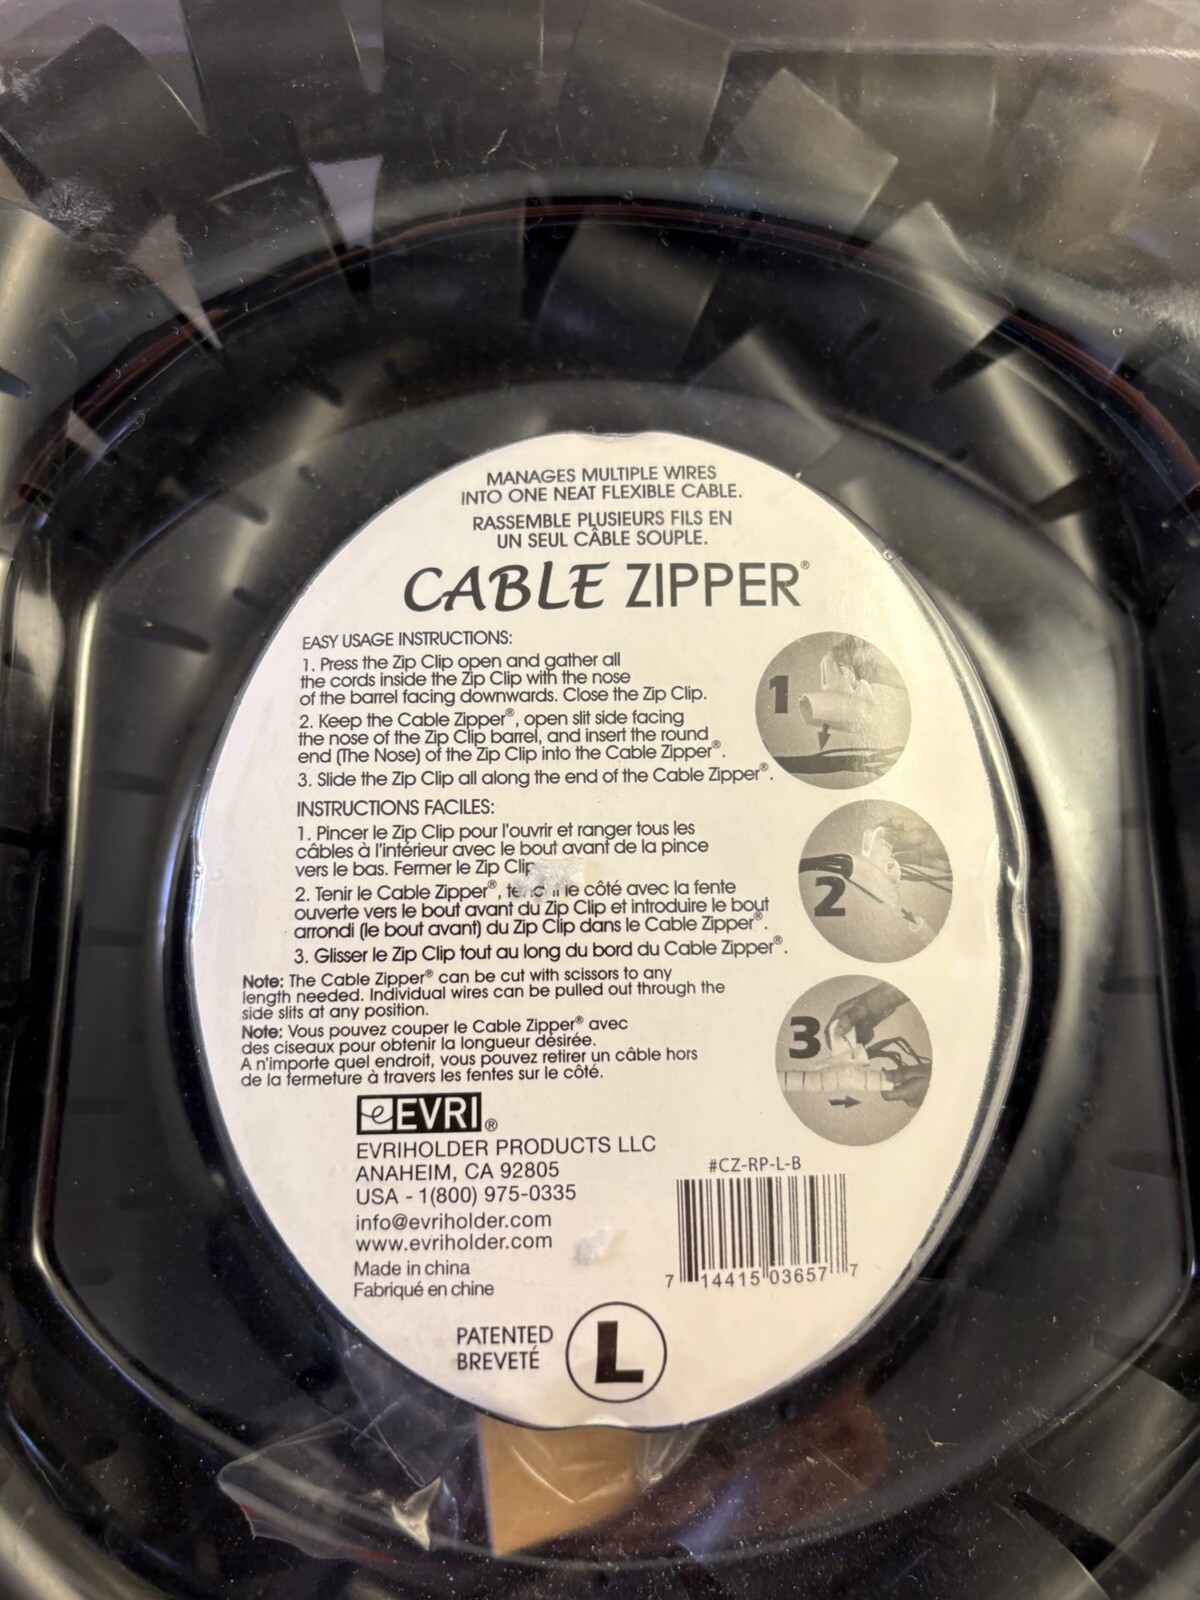 MANAGES MULTIPLE WIRES
INTO ONE NEAT FLEXIBLE CABLE.
RASSEMBLE PLUSIEURS FILS EN
UN SEUL CÂBLE SOUPLE.
CABLE ZIPPER®
EASY USAGE INSTRUCTIONS:
1. Press the Zip Clip open and gather all
the cords inside the Zip Clip with the nose
of the barrel facing downwards. Close the Zip Clip.
2. Keep the Cable Zipper®, open slit side facing
the nose of the Zip Clip barrel, and insert the round
end (The Nose) of the Zip Clip into the Cable Zipper®.
3. Slide the Zip Clip all along the end of the Cable Zipper®.
1
INSTRUCTIONS FACILES:
1. Pincer le Zip Clip pour l'ouvrir et ranger tous les
câbles à l'intérieur avec le bout avant de la pince
vers le bas. Fermer le Zip Clip
2. Tenir le Cable Zipper®, le côté avec la fente
ouverte vers le bout avant du Zip Clip et introduire le bout
arrondi (le bout avant) du Zip Clip dans le Cable Zipper®.
3. Glisser le Zip Clip tout au long du bord du Cable Zipper®.
2
Note: The Cable Zipper® can be cut with scissors to any
length needed. Individual wires can be pulled out through the
side slits at any position.
Note: Vous pouvez couper le Cable Zipper® avec
des ciseaux pour obtenir la longueur désirée.
A n'importe quel endroit, vous pouvez retirer un câble hors
de la fermeture à travers les fentes sur le côté.
3
e EVRI®
EVRIHOLDER PRODUCTS LLC
ANAHEIM, CA 92805
USA - 1(800) 975-0335
info@evriholder.com
www.evriholder.com
Made in china
Fabriqué en chine
#CZ-RP-L-B
7 14415 03657 7
PATENTED
BREVETÉ
L